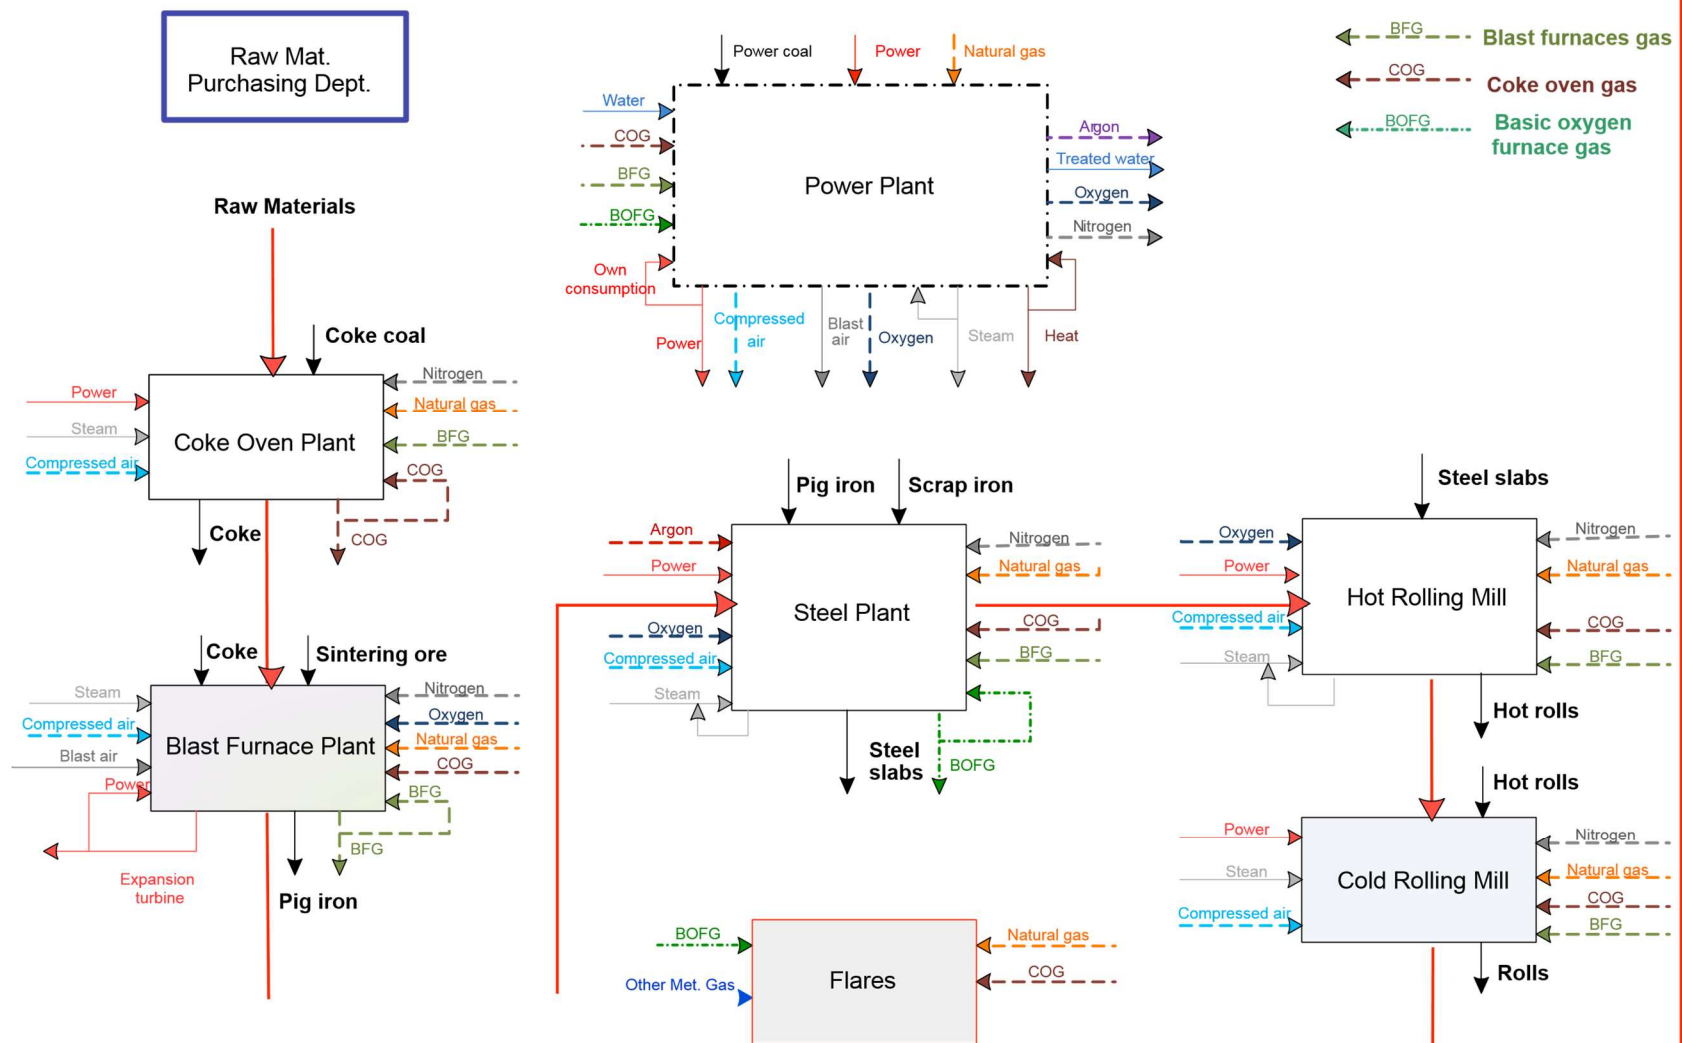 Raw Mat.
Purchasing Dept.
Power coal
Power
Natural gas
BFG
Blast furnaces gas
COG
Coke oven gas
BOFG
Basic oxygen
furnace gas
Water
COG
BFG
BOFG
Own
consumption
Power Plant
Argon
Treated water
Oxygen
Nitrogen
Power
Compressed
air
Blast
air
Oxygen
Steam
Heat
Raw Materials
Coke coal
Power
Steam
Compressed air
Coke Oven Plant
Nitrogen
Natural gas
BFG
COG
Coke
COG
Coke
Sintering ore
Steam
Compressed air
Blast air
Power
Blast Furnace Plant
Nitrogen
Oxygen
Natural gas
COG
BFG
BFG
Expansion
turbine
Pig iron
Pig iron
Scrap iron
Argon
Power
Oxygen
Compressed air
Steam
Steel Plant
Nitrogen
Natural gas
COG
BFG
Steel
slabs
BOFG
BOFG
Other Met. Gas
Flares
Natural gas
COG
Steel slabs
Oxygen
Power
Compressed air
Steam
Hot Rolling Mill
Nitrogen
Natural gas
COG
BFG
Hot rolls
Hot rolls
Power
Stean
Compressed air
Cold Rolling Mill
Nitrogen
Natural gas
COG
BFG
Rolls